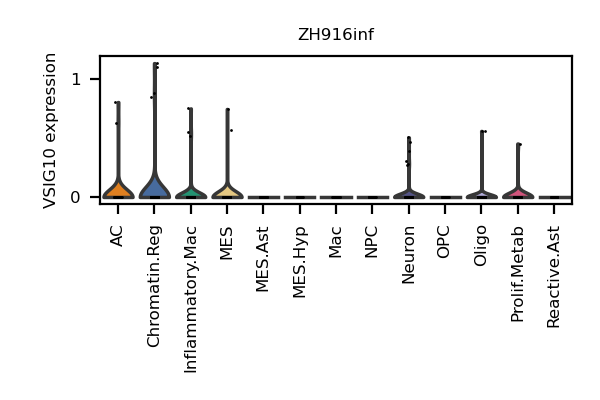 ZH916inf
VSIG10 expression
1
0
AC
Chromatin.Reg
Inflammatory.Mac
MES
MES.Ast
MES.Hyp
Mac
NPC
Neuron
OPC
Oligo
Prolif.Metab
Reactive.Ast